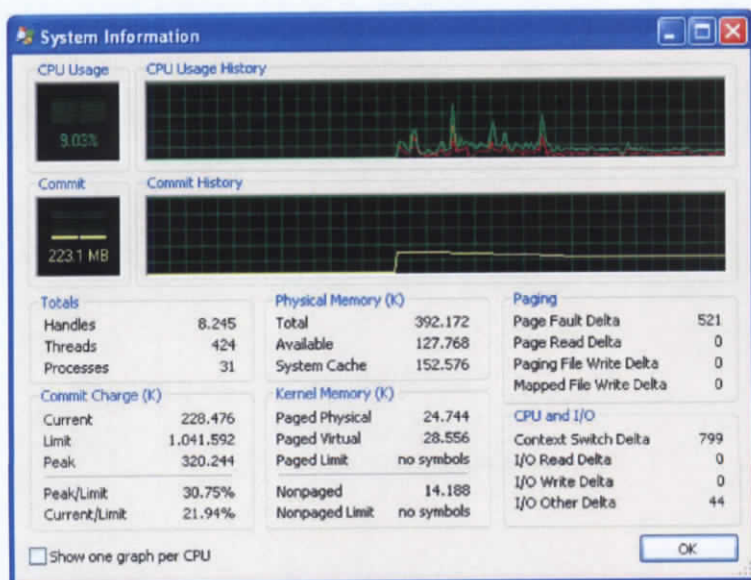 System Information
CPU Usage
CPU Usage History
9.03%
Commit
Commit History
223.1 MB
Totals
Handles 8.245
Threads 424
Processes 31
Commit Charge (K)
Current 228.476
Limit 1.041.592
Peak 320.244
Peak/Limit 30.75%
Current/Limit 21.94%
Physical Memory (K)
Total 392.172
Available 127.768
System Cache 152.576
Kernel Memory (K)
Paged Physical 24.744
Paged Virtual 28.556
Paged Limit no symbols
Nonpaged 14.188
Nonpaged Limit no symbols
Paging
Page Fault Delta 521
Page Read Delta 0
Paging File Write Delta 0
Mapped File Write Delta 0
CPU and I/O
Context Switch Delta 799
I/O Read Delta 0
I/O Write Delta 0
I/O Other Delta 44
Show one graph per CPU
OK